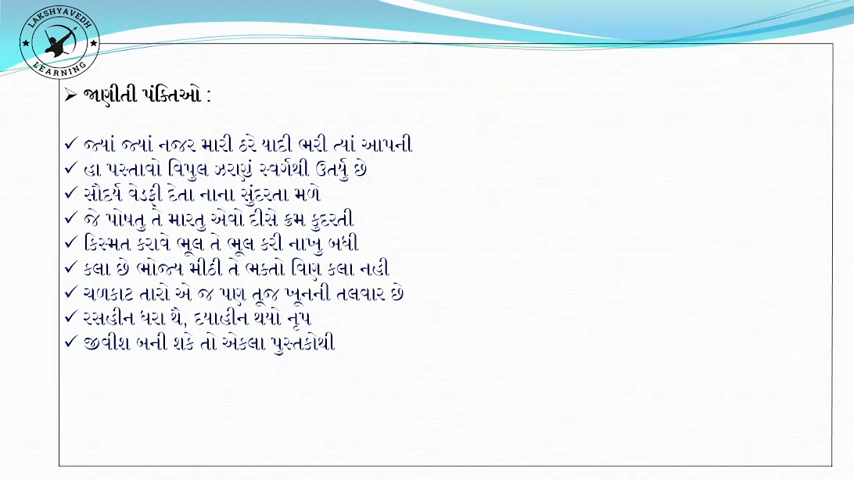 LAKSHYAVEDH
LEARNING
જાણીતી પંક્તિઓ :
જ્યાં જ્યાં નજર મારી ઠરે યાદી ભરી ત્યાં આપની
હા પસ્તાવો વિપુલ ઝરાણું સ્વર્ગથી ઉતર્યુ છે
સૌદર્ય વેડફી દેતા નાના સુંદરતા મળે
જે પોષતુ તે મારતુ એવો દીસે ક્રમ કુદરતી
કિસ્મત કરાવે ભૂલ તે ભૂલ કરી નાખુ બધી
કલા છે ભોજ્ય મીઠી તે ભક્તો વિણ કલા નહી
ચળકાટ તારો એ જ પણ તૂજ ખૂનની તલવાર છે
રસહીન ધરા થૈ, દયાહીન થયો નૃપ
જીવીશ બની શકે તો એકલા પુસ્તકોથી